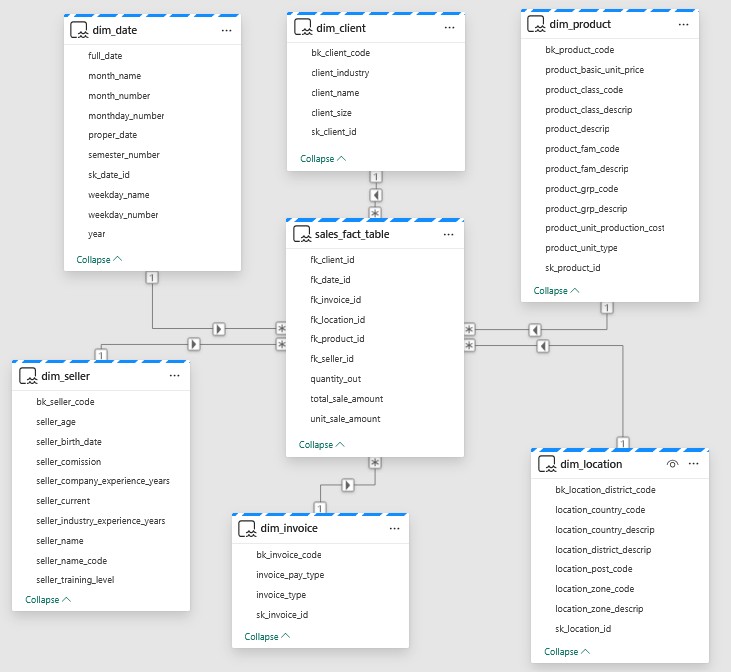 dim_date
full_date
month_name
month_number
monthday_number
proper_date
semester_number
sk_date_id
weekday_name
weekday_number
year
Collapse
dim_client
bk_client_code
client_industry
client_name
client_size
sk_client_id
Collapse
dim_product
bk_product_code
product_basic_unit_price
product_class_code
product_class_descrip
product_descrip
product_fam_code
product_fam_descrip
product_grp_code
product_grp_descrip
product_unit_production_cost
product_unit_type
sk_product_id
Collapse
1
1
1
*
sales_fact_table
fk_client_id
fk_date_id
fk_invoice_id
fk_location_id
fk_product_id
fk_seller_id
quantity_out
total_sale_amount
unit_sale_amount
Collapse
*
*
*
*
*
1
1
1
dim_seller
bk_seller_code
seller_age
seller_birth_date
seller_comission
seller_company_experience_years
seller_current
seller_industry_experience_years
seller_name
seller_name_code
seller_training_level
Collapse
dim_invoice
bk_invoice_code
invoice_pay_type
invoice_type
sk_invoice_id
Collapse
dim_location
bk_location_district_code
location_country_code
location_country_descrip
location_district_descrip
location_post_code
location_zone_code
location_zone_descrip
sk_location_id
Collapse